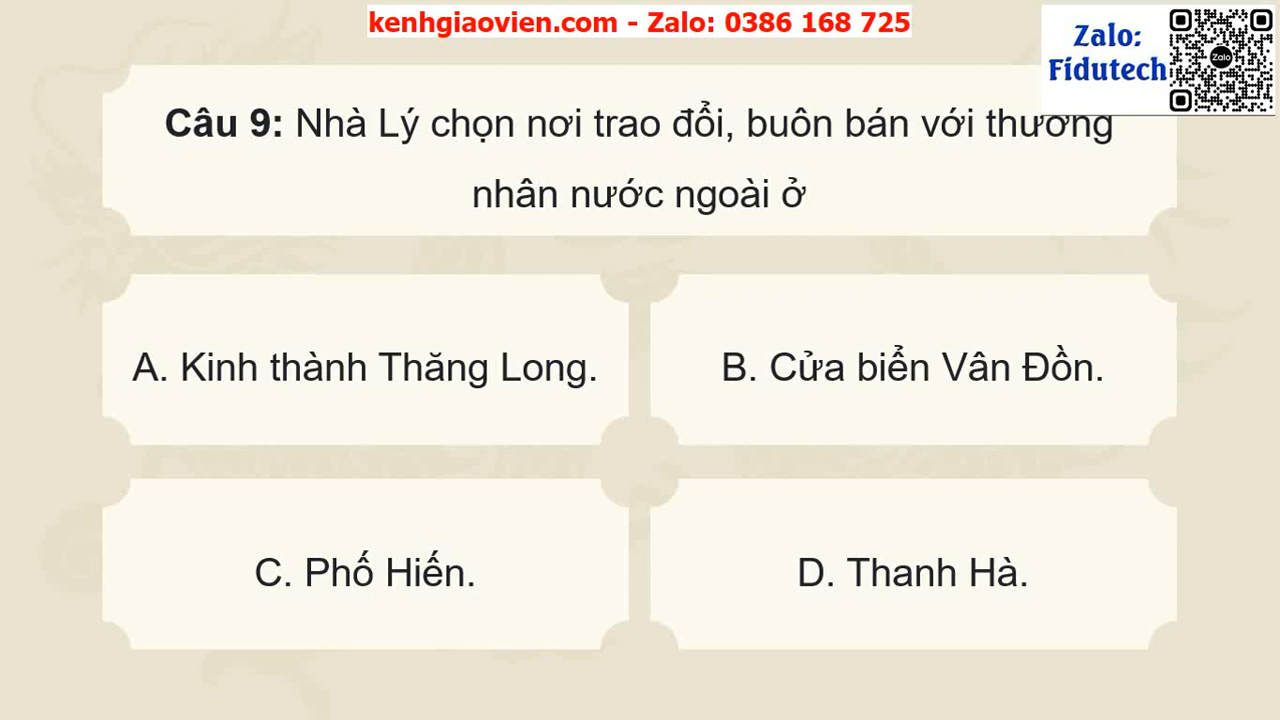 kenhgiaovien.com - Zalo: 0386 168 725
Zalo:
Fidutech
Zalo
Câu 9: Nhà Lý chọn nơi trao đổi, buôn bán với thương
nhân nước ngoài ở
A. Kinh thành Thăng Long.
B. Cửa biển Vân Đồn.
C. Phố Hiến.
D. Thanh Hà.